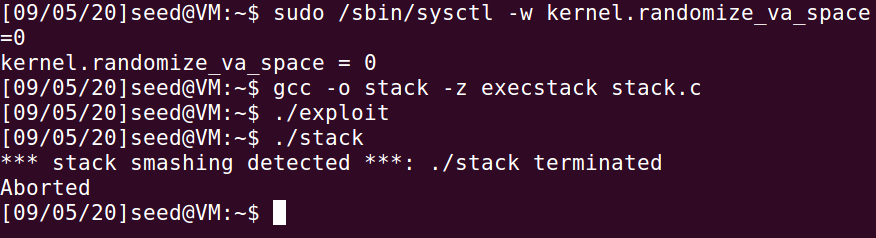 [09/05/20]seed@VM:~$ sudo /sbin/sysctl -w kernel.randomize_va_space
=0
kernel.randomize_va_space = 0
[09/05/20]seed@VM:~$ gcc -o stack -z execstack stack.c
[09/05/20]seed@VM:~$ ./exploit
[09/05/20]seed@VM:~$ ./stack
*** stack smashing detected ***: ./stack terminated
Aborted
[09/05/20]seed@VM:~$